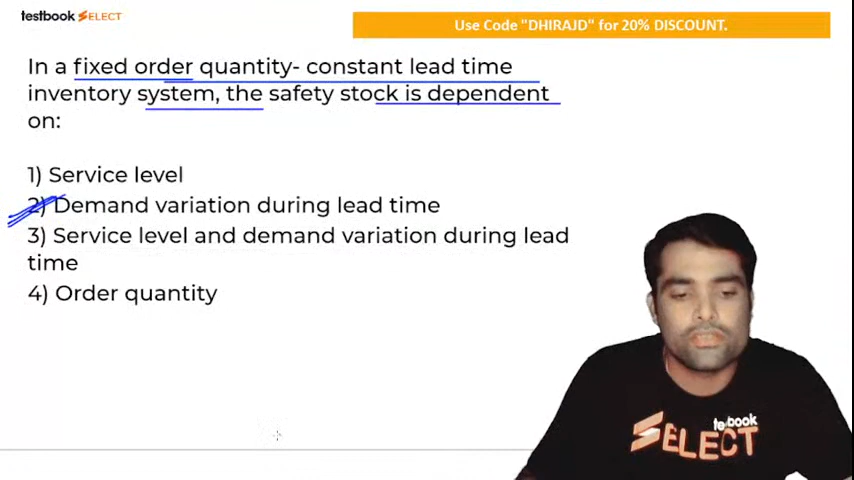 testbook SELECT
Use Code "DHIRAJD" for 20% DISCOUNT.
In a fixed order quantity- constant lead time
inventory system, the safety stock is dependent
on:
1) Service level
2) Demand variation during lead time
3) Service level and demand variation during lead
time
4) Order quantity
testbook
SELECT